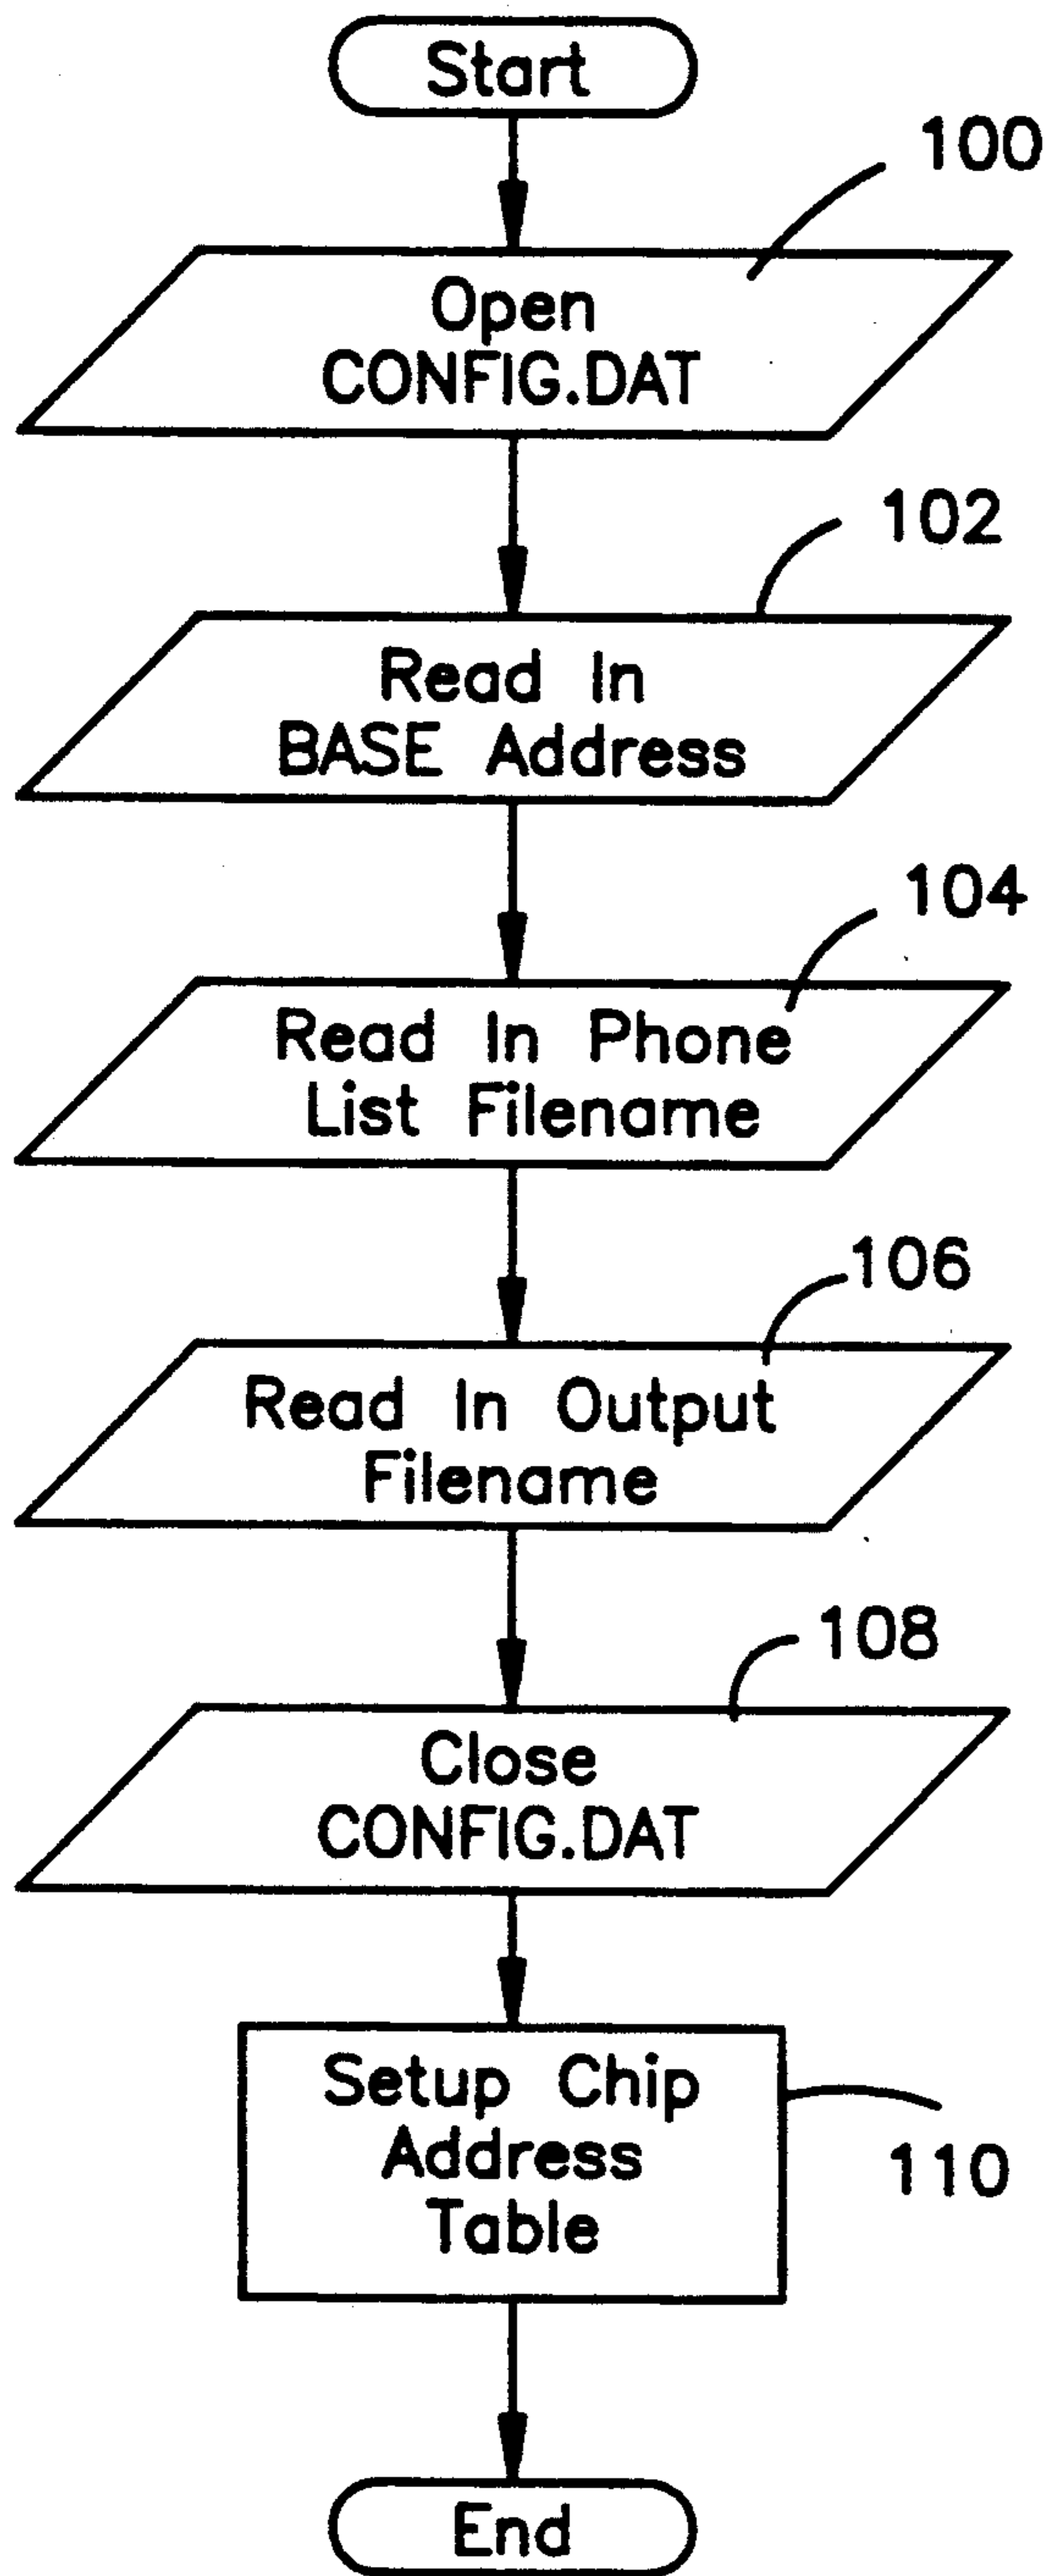 Start
100
Open
CONFIG.DAT
102
Read In
BASE Address
104
Read In Phone
List Filename
106
Read In Output
Filename
108
Close
CONFIG.DAT
Setup Chip
Address
Table
110
End